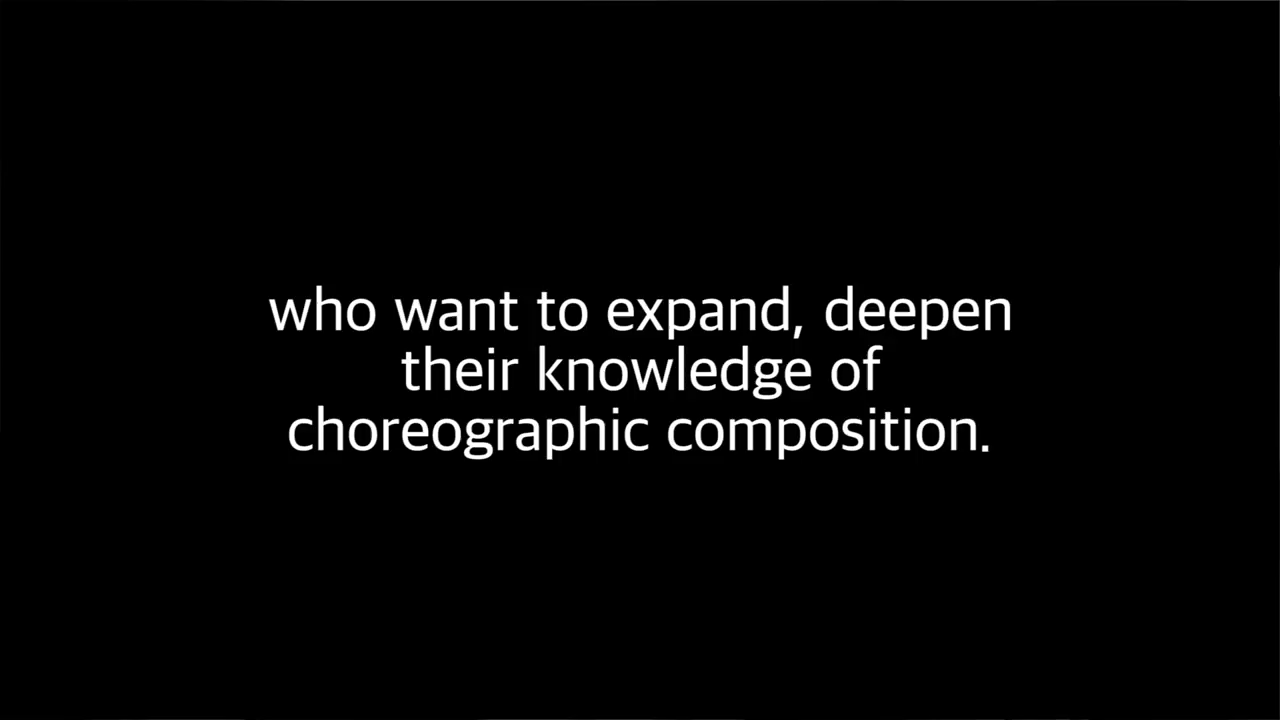 who want to expand, deepen
their knowledge of
choreographic composition.